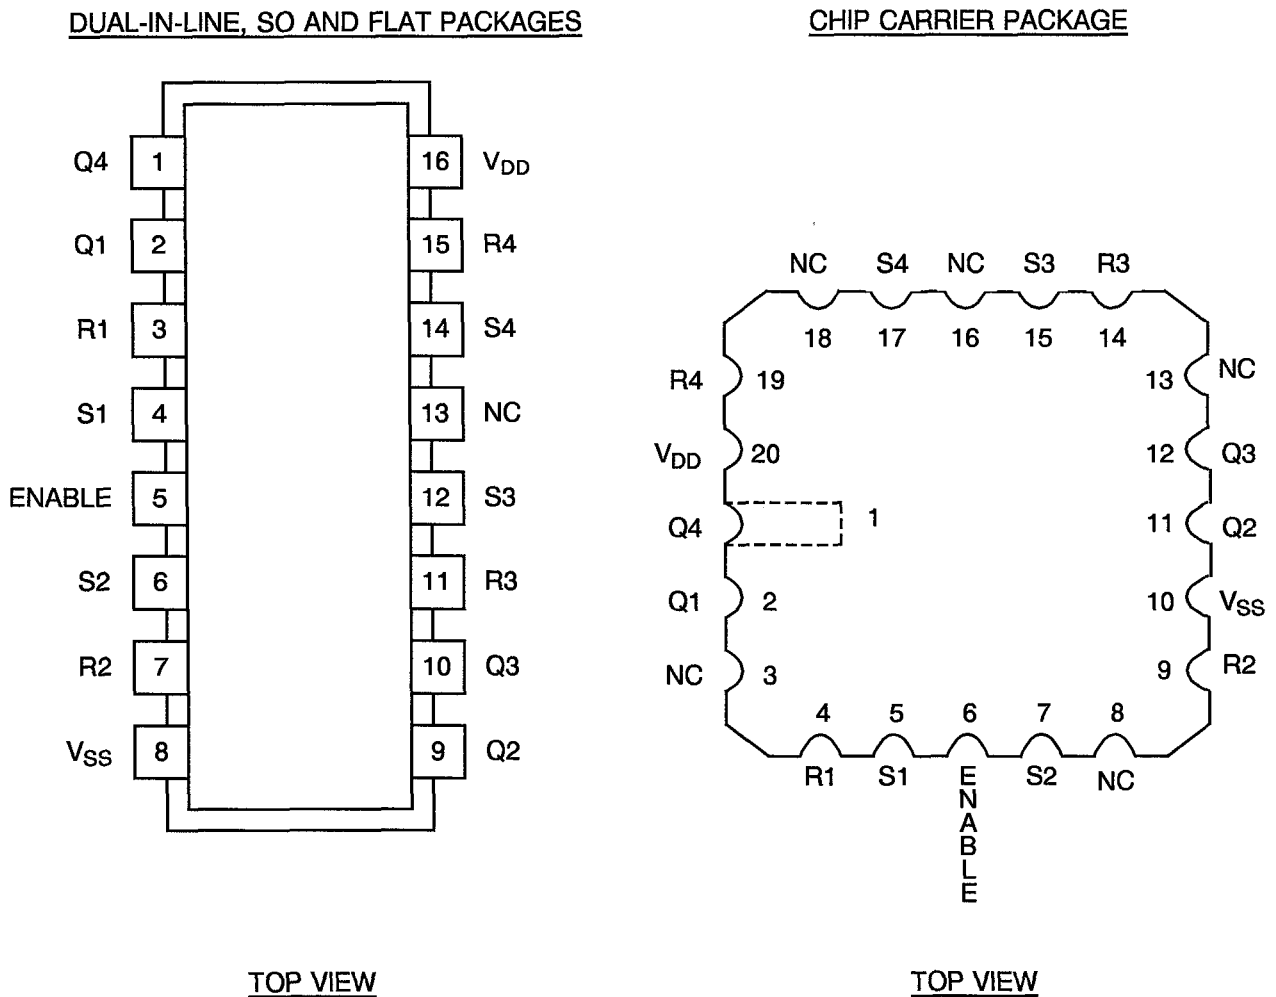 DUAL-IN-LINE, SO AND FLAT PACKAGES
Q4 1 16 VDD
Q1 2 15 R4
R1 3 14 S4
S1 4 13 NC
ENABLE 5 12 S3
S2 6 11 R3
R2 7 10 Q3
VSS 8 9 Q2
TOP VIEW
CHIP CARRIER PACKAGE
NC S4 NC S3 R3
18 17 16 15 14
R4 19 13 NC
VDD 20 12 Q3
Q4 1 11 Q2
Q1 2 10 VSS
NC 3 9 R2
4 5 6 7 8
R1 S1 ENABLE S2 NC
TOP VIEW